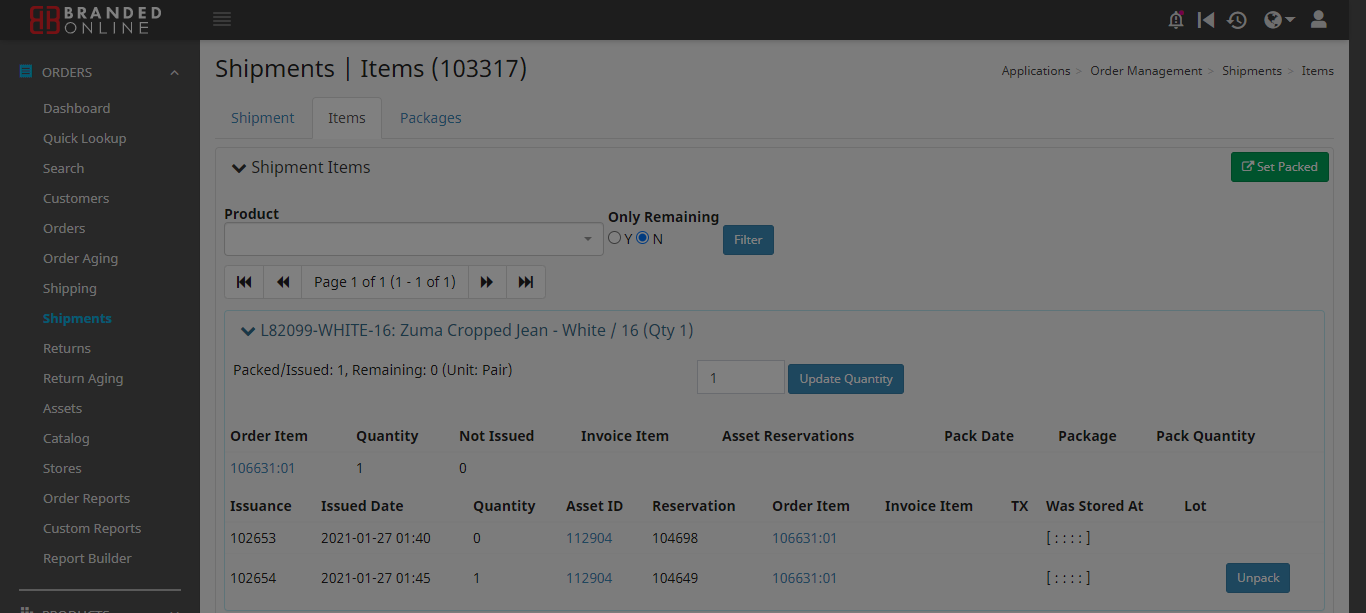 BRANDED
ONLINE
ORDERS
Dashboard
Quick Lookup
Search
Customers
Orders
Order Aging
Shipping
Shipments
Returns
Return Aging
Assets
Catalog
Stores
Order Reports
Custom Reports
Report Builder
PRODUCTS
Shipments | Items (103317)
Applications > Order Management > Shipments > Items
Shipment Items Packages
Shipment Items
Set Packed
Product
Only Remaining
Y N
Filter
Page 1 of 1 (1 - 1 of 1)
L82099-WHITE-16: Zuma Cropped Jean - White / 16 (Qty 1)
Packed/Issued: 1, Remaining: 0 (Unit: Pair)
1
Update Quantity
Order Item Quantity Not Issued Invoice Item Asset Reservations Pack Date Package Pack Quantity
106631:01 1 0
Issuance Issued Date Quantity Asset ID Reservation Order Item Invoice Item TX Was Stored At Lot
102653 2021-01-27 01:40 0 112904 104698 106631:01 [ : : : : ]
102654 2021-01-27 01:45 1 112904 104649 106631:01 [ : : : : ] Unpack